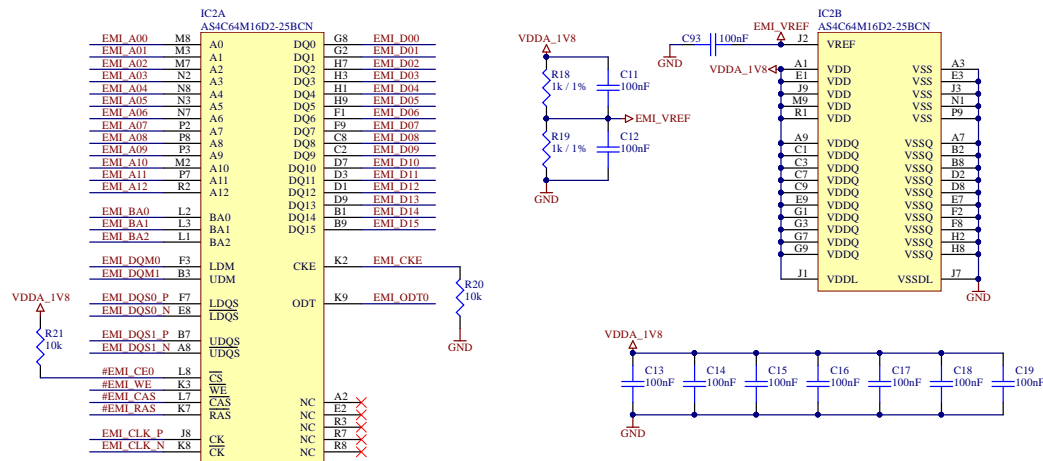 IC2A
AS4C64M16D2-25BCN
EMI_A00 M8 A0 DQ0 G8 EMI_D00
EMI_A01 M3 A1 DQ1 G2 EMI_D01
EMI_A02 M7 A2 DQ2 H7 EMI_D02
EMI_A03 N2 A3 DQ3 H3 EMI_D03
EMI_A04 N8 A4 DQ4 H1 EMI_D04
EMI_A05 N3 A5 DQ5 H9 EMI_D05
EMI_A06 N7 A6 DQ6 F1 EMI_D06
EMI_A07 P2 A7 DQ7 F9 EMI_D07
EMI_A08 P8 A8 DQ8 C8 EMI_D08
EMI_A09 P3 A9 DQ9 C2 EMI_D09
EMI_A10 M2 A10 DQ10 D7 EMI_D10
EMI_A11 P7 A11 DQ11 D3 EMI_D11
EMI_A12 R2 A12 DQ12 D1 EMI_D12
DQ13 D9 EMI_D13
EMI_BA0 L2 BA0 DQ14 B1 EMI_D14
EMI_BA1 L3 BA1 DQ15 B9 EMI_D15
EMI_BA2 L1 BA2
EMI_DQM0 F3 LDM CKE K2 EMI_CKE
EMI_DQM1 B3 UDM
R20
10k
GND
EMI_DQS0_P F7 LDQS ODT K9 EMI_ODT0
EMI_DQS0_N E8 LDQS
VDDA_1V8
R21
10k
EMI_DQS1_P B7 UDQS
EMI_DQS1_N A8 UDQS
#EMI_CE0 L8 CS
#EMI_WE K3 WE
#EMI_CAS L7 CAS NC A2
#EMI_RAS K7 RAS NC E2
NC R3
EMI_CLK_P J8 CK NC R7
EMI_CLK_N K8 CK NC R8
VDDA_1V8
R18
1k / 1%
C11
100nF
EMI_VREF
R19
1k / 1%
C12
100nF
GND
IC2B
AS4C64M16D2-25BCN
EMI_VREF
C93 100nF J2 VREF
GND
VDDA_1V8 A1 VDD VSS A3
E1 VDD VSS E3
J9 VDD VSS J3
M9 VDD VSS N1
R1 VDD VSS P9
A9 VDDQ VSSQ A7
C1 VDDQ VSSQ B2
C3 VDDQ VSSQ B8
C7 VDDQ VSSQ D2
C9 VDDQ VSSQ D8
E9 VDDQ VSSQ E7
G1 VDDQ VSSQ F2
G3 VDDQ VSSQ F8
G7 VDDQ VSSQ H2
G9 VDDQ VSSQ H8
J1 VDDL VSSDL J7
GND
VDDA_1V8
C13 C14 C15 C16 C17 C18 C19
100nF 100nF 100nF 100nF 100nF 100nF 100nF
GND